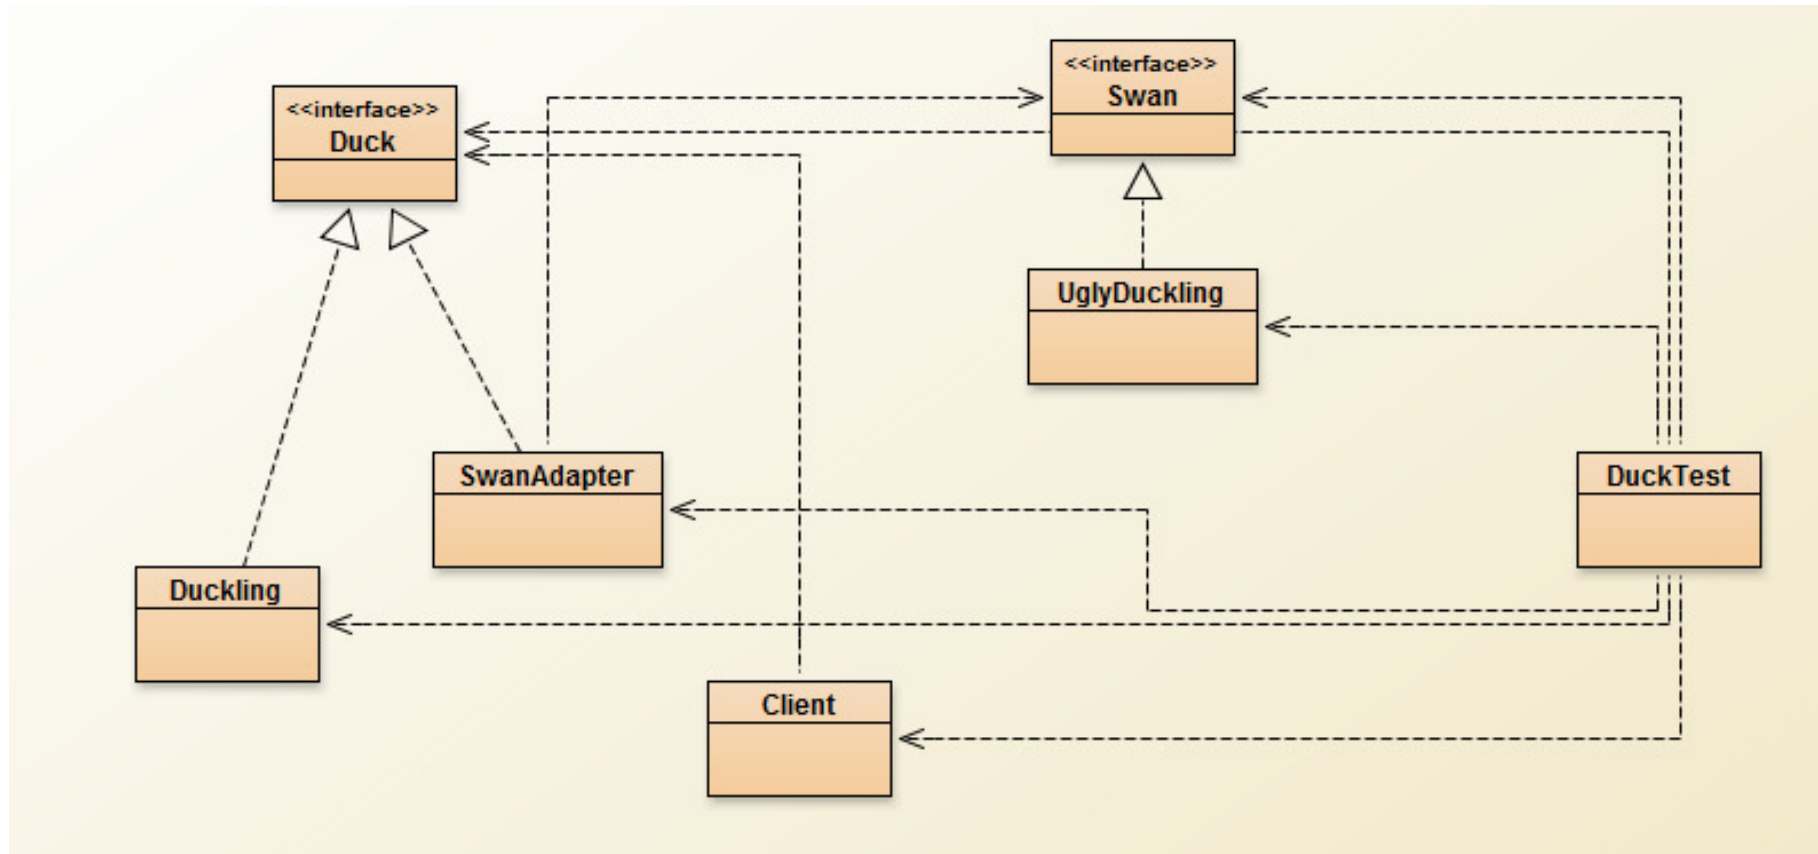 <<interface>>
Swan
<<interface>>
Duck
UglyDuckling
SwanAdapter
DuckTest
Duckling
Client